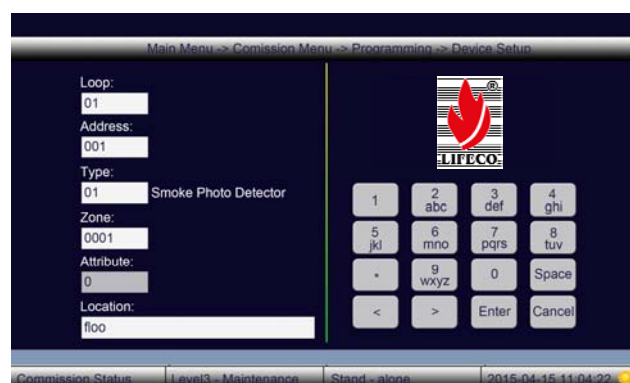 Main Menu -> Comission Menu -> Programming -> Device Setup
Loop:
01
Address:
001
Type:
01 Smoke Photo Detector
Zone:
0001
Attribute:
0
Location:
floo
®
LIFECO
1 2 abc 3 def 4 ghi
5 jkl 6 mno 7 pqrs 8 tuv
* 9 wxyz 0 Space
< > Enter Cancel
Commission Status Level3 - Maintenance Stand - alone 2015-04-15 11:04:22